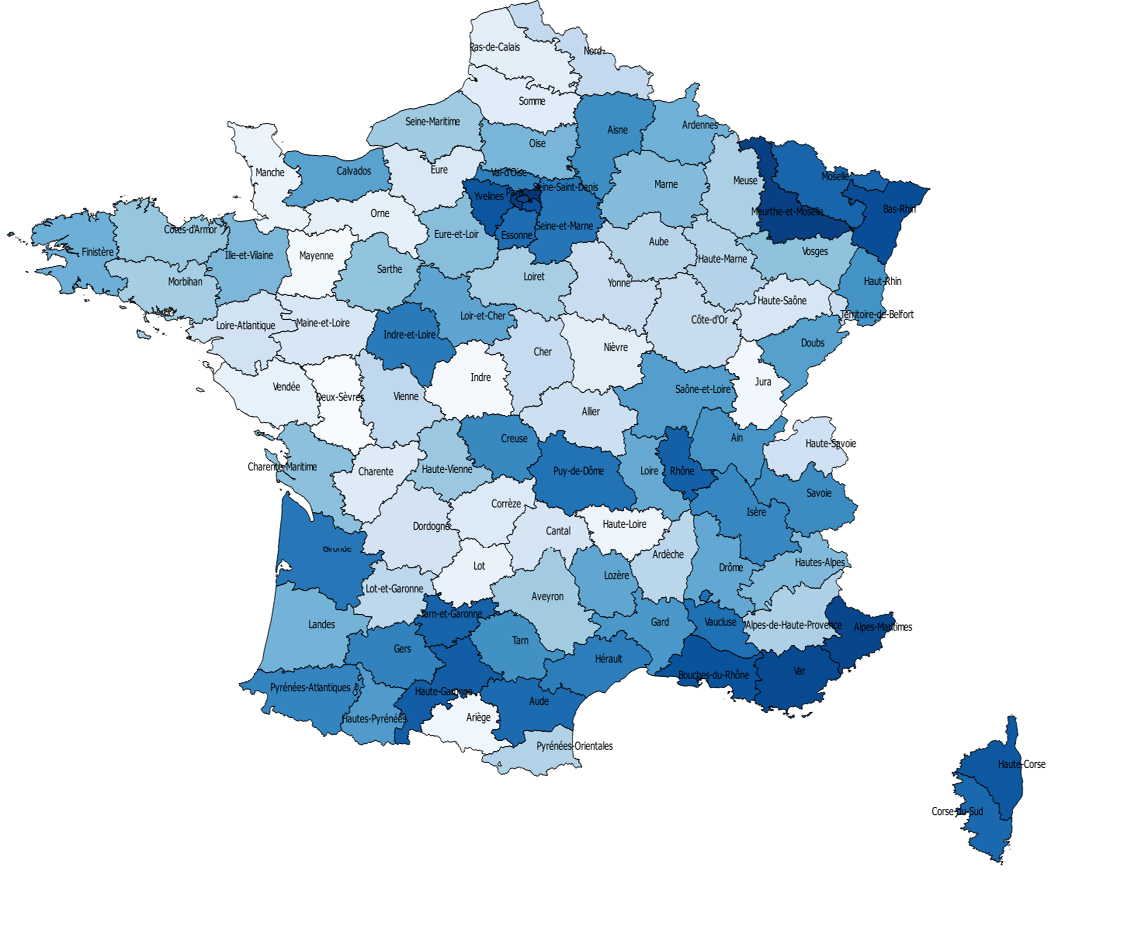 Pas-de-Calais
Nord
Somme
Seine-Maritime
Aisne
Ardennes
Oise
Manche
Calvados
Eure
Val-d'Oise
Seine-Saint-Denis
Marne
Meuse
Moselle
Yvelines
Paris
Meurthe-et-Moselle
Bas-Rhin
Orne
Côtes-d'Armor
Eure-et-Loir
Essonne
Seine-et-Marne
Finistère
Ille-et-Vilaine
Mayenne
Aube
Haute-Marne
Vosges
Sarthe
Morbihan
Loiret
Yonne
Haut-Rhin
Haute-Saône
Territoire-de-Belfort
Loire-Atlantique
Maine-et-Loire
Loir-et-Cher
Côte-d'Or
Indre-et-Loire
Doubs
Cher
Nièvre
Indre
Jura
Vendée
Deux-Sèvres
Vienne
Saône-et-Loire
Allier
Creuse
Ain
Haute-Savoie
Charente-Maritime
Charente
Haute-Vienne
Puy-de-Dôme
Loire
Rhône
Savoie
Corrèze
Isère
Dordogne
Cantal
Haute-Loire
Gironde
Ardèche
Lot
Drôme
Hautes-Alpes
Lozère
Lot-et-Garonne
Aveyron
Tarn-et-Garonne
Landes
Gard
Vaucluse
Alpes-de-Haute-Provence
Alpes-Maritimes
Tarn
Gers
Hérault
Bouches-du-Rhône
Var
Pyrénées-Atlantiques
Haute-Garonne
Aude
Hautes-Pyrénées
Ariège
Pyrénées-Orientales
Haute-Corse
Corse-du-Sud